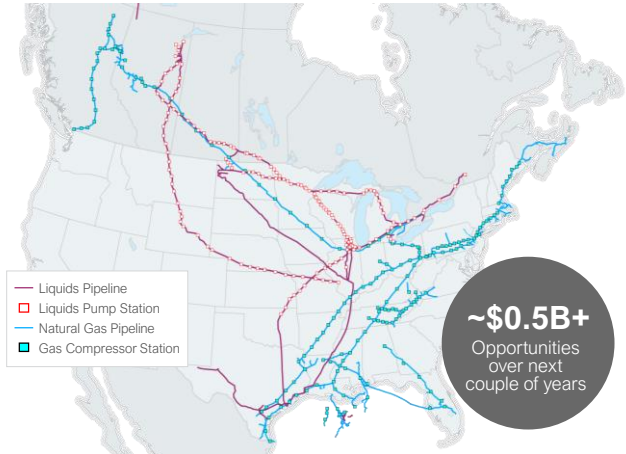 Liquids Pipeline
Liquids Pump Station
Natural Gas Pipeline
Gas Compressor Station
~$0.5B+
Opportunities
over next
couple of years